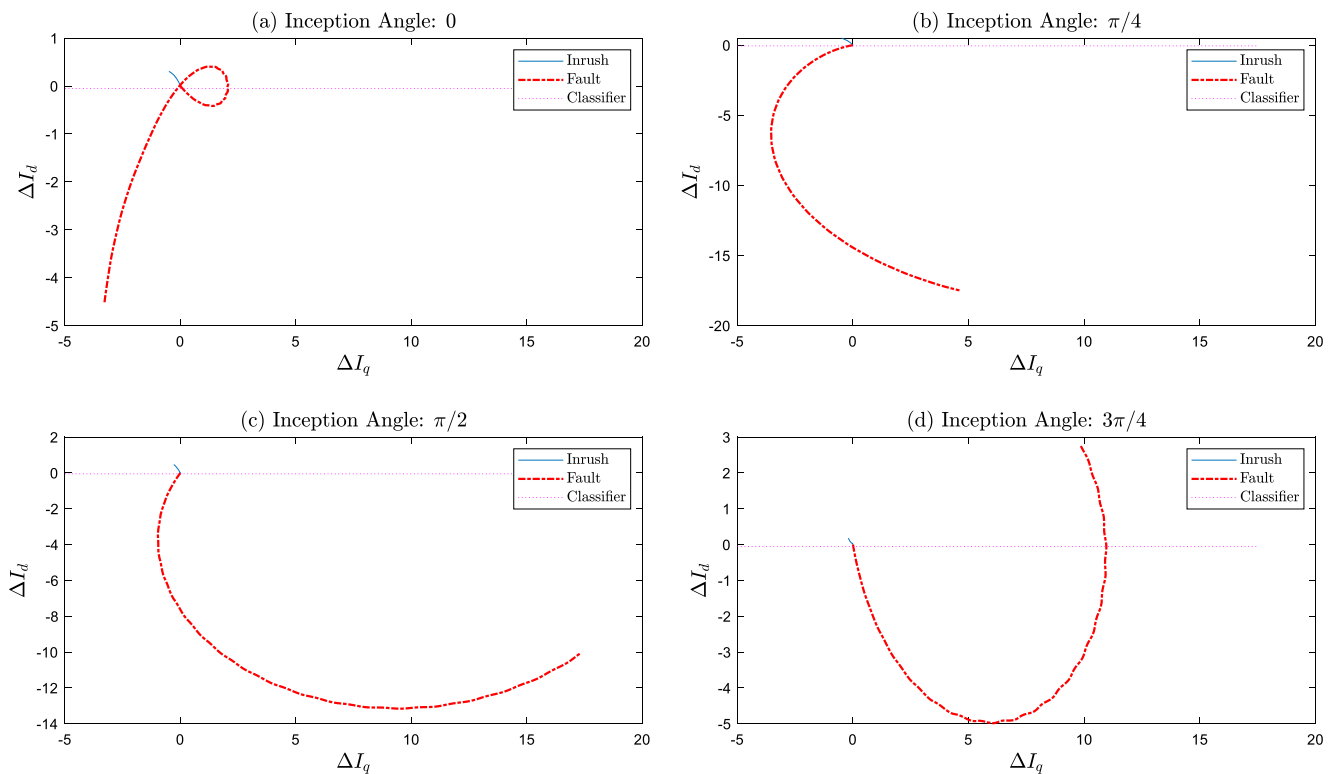 (a) Inception Angle: 0
1
0
-1
-2
-3
-4
-5
ΔI_d
-5 0 5 10 15 20
ΔI_q
Inrush
Fault
Classifier
(b) Inception Angle: π/4
0
-5
-10
-15
-20
ΔI_d
-5 0 5 10 15 20
ΔI_q
Inrush
Fault
Classifier
(c) Inception Angle: π/2
2
0
-2
-4
-6
-8
-10
-12
-14
ΔI_d
-5 0 5 10 15 20
ΔI_q
Inrush
Fault
Classifier
(d) Inception Angle: 3π/4
3
2
1
0
-1
-2
-3
-4
-5
ΔI_d
-5 0 5 10 15 20
ΔI_q
Inrush
Fault
Classifier